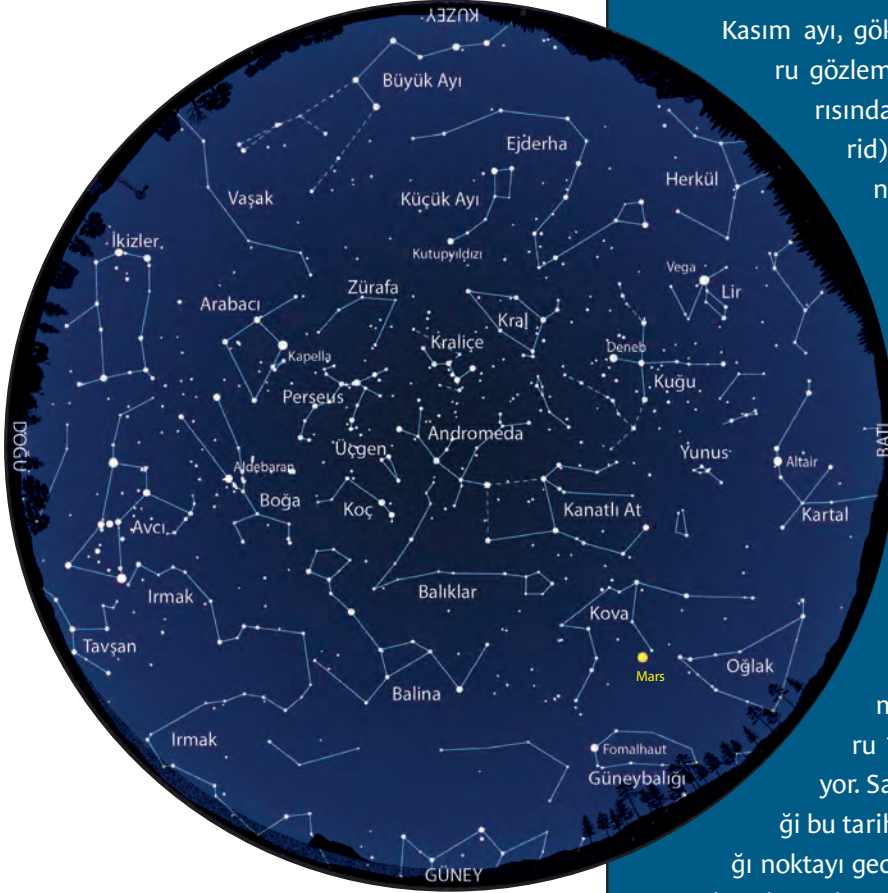 KUZEY
Büyük Ayı
Ejderha
Herkül
Vaşak
Küçük Ayı
İkizler
Kutupyıldızı
Vega
Lir
Zürafa
Arabacı
Kral
Kraliçe
Kapella
Deneb
Kuğu
Perseus
DOĞU
Andromeda
Üçgen
Yunus
BATI
Aldebaran
Altair
Boğa
Koç
Kanatlı At
Kartal
Avcı
Irmak
Balıklar
Kova
Tavşan
Oğlak
Mars
Balina
Irmak
Fomalhaut
Güneybalığı
GÜNEY
Kasım ayı, gök
ru gözlem
rısında
rid)
n
n
ru
yor. Sa
ği bu tarih
ğı noktayı geç